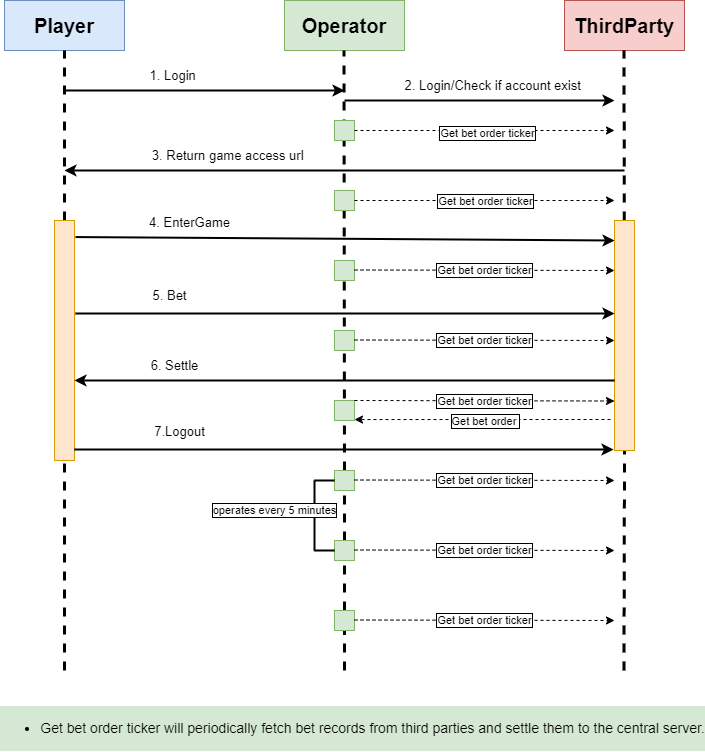 Player
Operator
ThirdParty
1. Login
2. Login/Check if account exist
Get bet order ticker
3. Return game access url
Get bet order ticker
4. EnterGame
Get bet order ticker
5. Bet
Get bet order ticker
6. Settle
Get bet order ticker
Get bet order
7.Logout
Get bet order ticker
operates every 5 minutes
Get bet order ticker
Get bet order ticker
• Get bet order ticker will periodically fetch bet records from third parties and settle them to the central server.